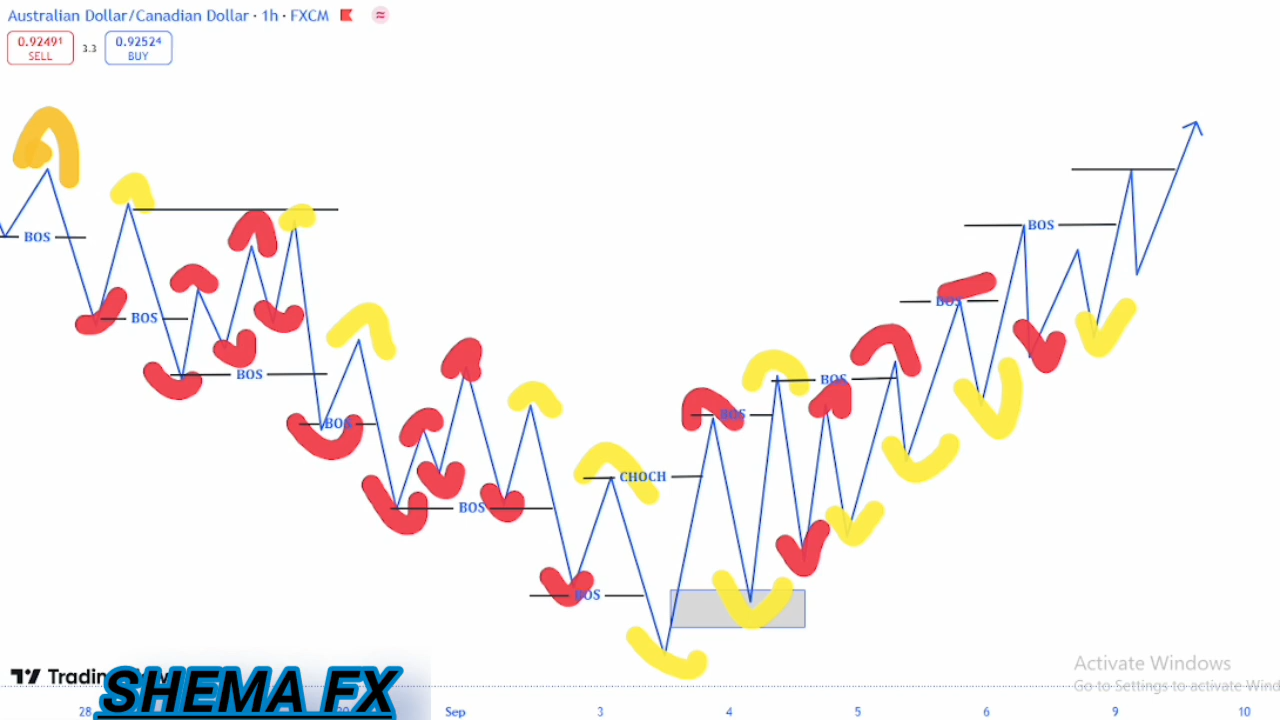 Australian Dollar/Canadian Dollar · 1h · FXCM
0.92491 3.3 0.92524
SELL BUY
BOS
BOS
BOS
BOS
BOS
BOS
CHOCH
BOS
BOS
BOS
BOS
SHEMA FX
Activate Windows
Go to Settings to activate Wind
28 Sep 3 4 5 6 9 10